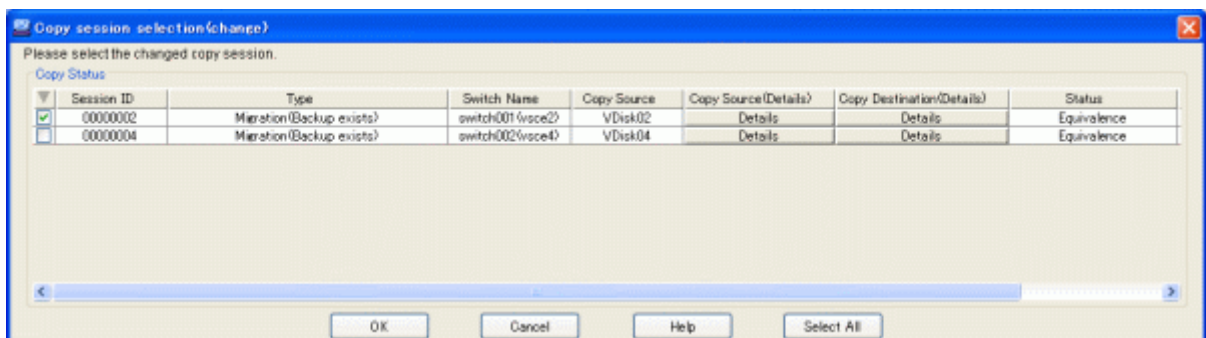 Copy session selection(change)
Please select the changed copy session.
Copy Status
Session ID Type Switch Name Copy Source Copy Source(Details) Copy Destination(Details) Status
00000002 Migration(Backup exists) switch001(vsce2) VDisk02 Details Details Equivalence
00000004 Migration(Backup exists) switch002(vsce4) VDisk04 Details Details Equivalence
OK Cancel Help Select All